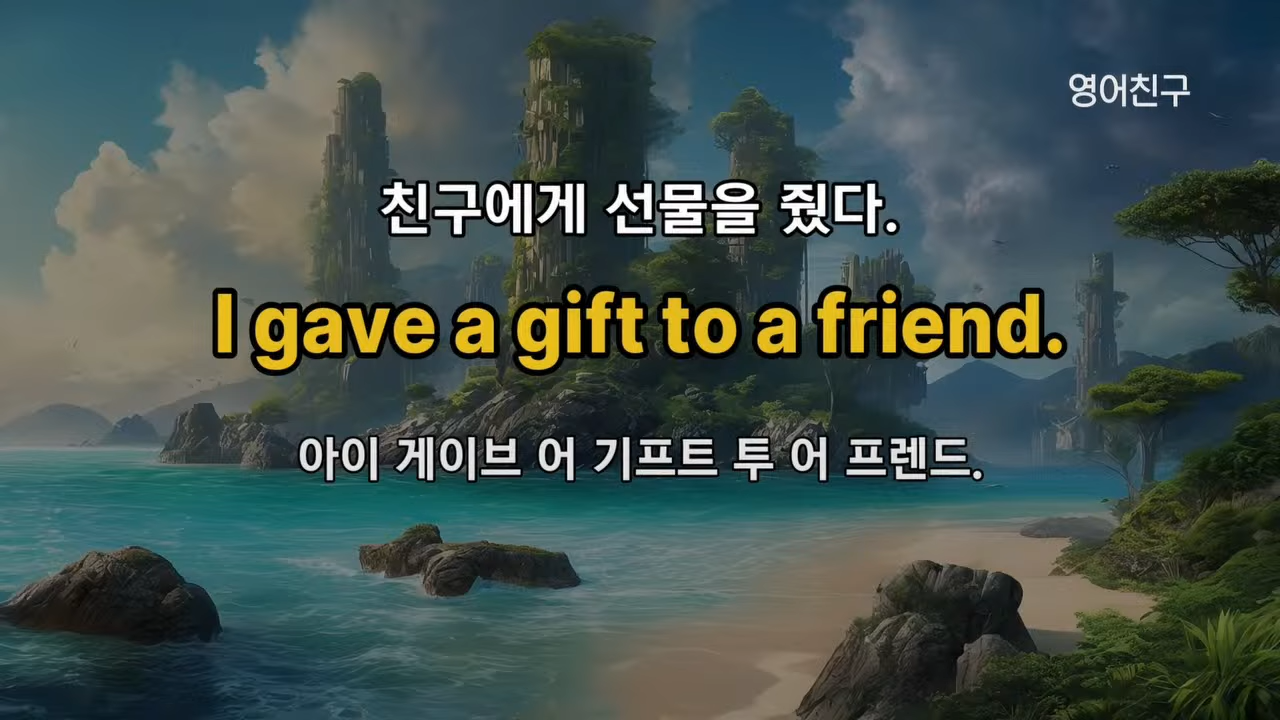 영어친구
친구에게 선물을 줬다.
I gave a gift to a friend.
아이 게이브 어 기프트 투 어 프렌드.